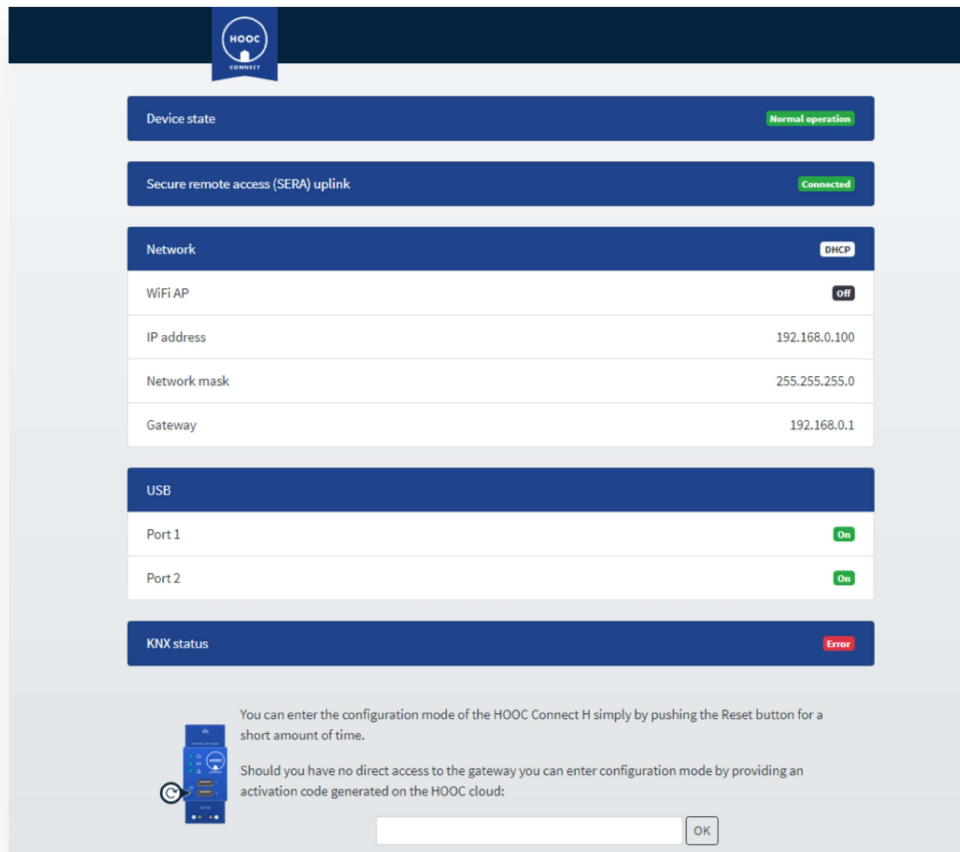 HOOC
CONNECT
Device state
Normal operation
Secure remote access (SERA) uplink
Connected
Network
DHCP
WiFi AP
Off
IP address
192.168.0.100
Network mask
255.255.255.0
Gateway
192.168.0.1
USB
Port 1
On
Port 2
On
KNX status
Error
You can enter the configuration mode of the HOOC Connect H simply by pushing the Reset button for a
short amount of time.
Should you have no direct access to the gateway you can enter configuration mode by providing an
activation code generated on the HOOC cloud:
HOOC
OK